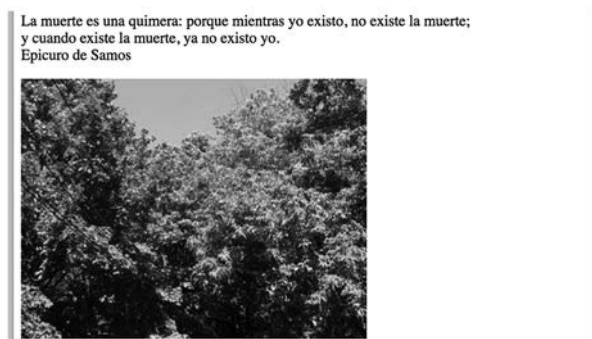 La muerte es una quimera: porque mientras yo existo, no existe la muerte;
y cuando existe la muerte, ya no existo yo.
Epicuro de Samos